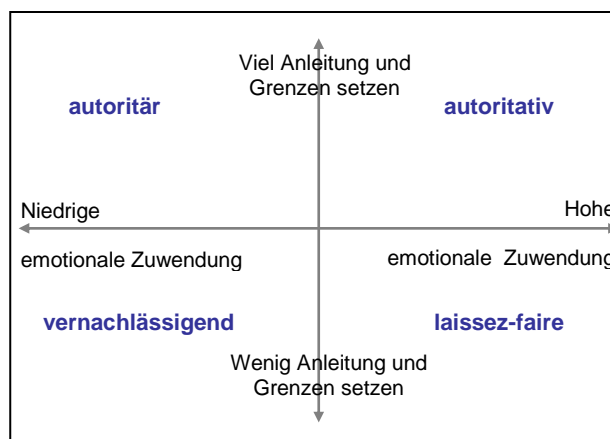 Viel Anleitung und
Grenzen setzen
autoritär
autoritativ
Niedrige
Hohe
emotionale Zuwendung
emotionale Zuwendung
vernachlässigend
laissez-faire
Wenig Anleitung und
Grenzen setzen